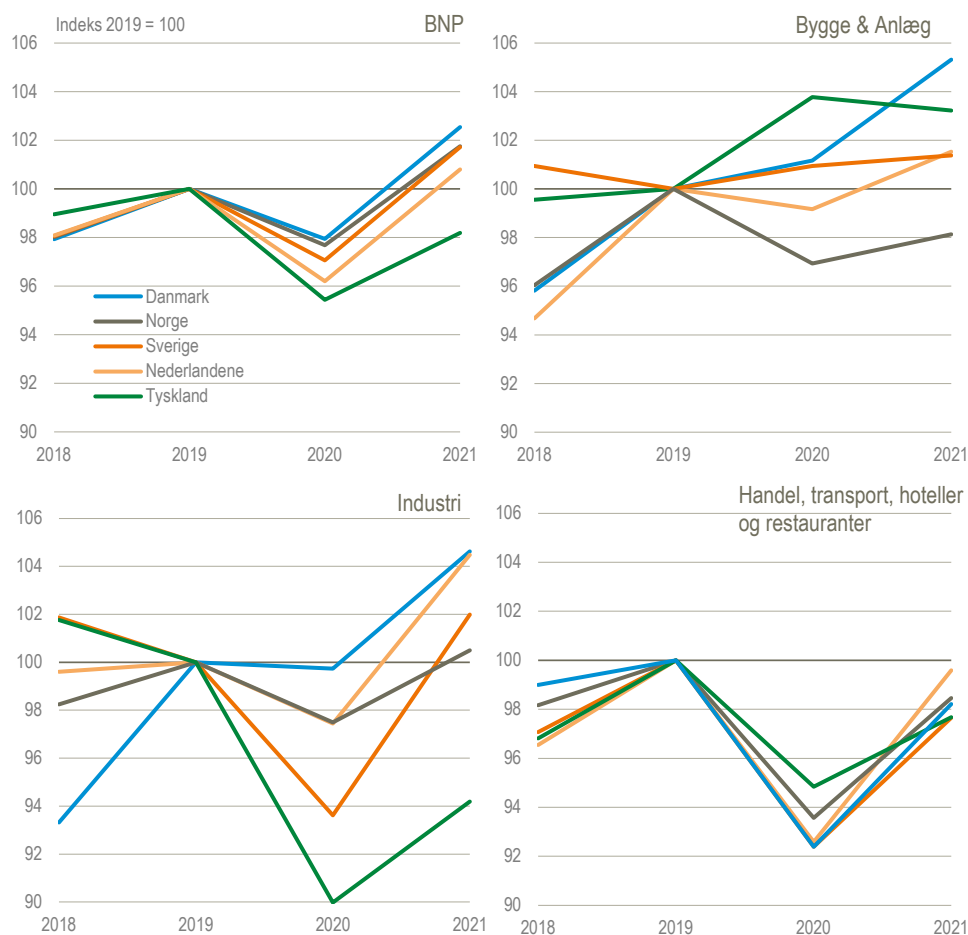 Indeks 2019 = 100
BNP
106
104
102
100
98
96
94
92
90
Danmark
Norge
Sverige
Nederlandene
Tyskland
2018 2019 2020 2021
Bygge & Anlæg
106
104
102
100
98
96
94
92
90
2018 2019 2020 2021
Industri
106
104
102
100
98
96
94
92
90
2018 2019 2020 2021
Handel, transport, hoteller
og restauranter
106
104
102
100
98
96
94
92
90
2018 2019 2020 2021